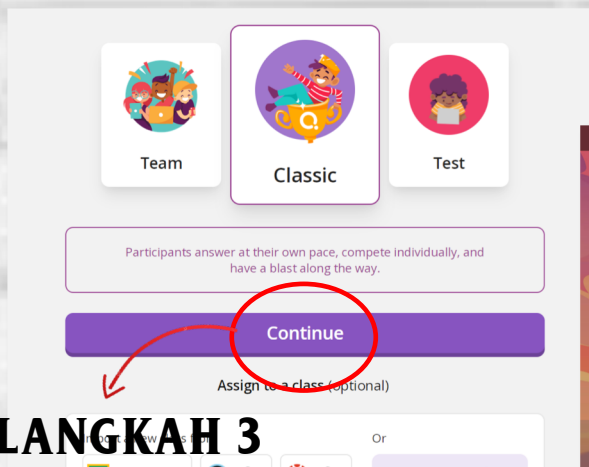 Team
Classic
Test
Participants answer at their own pace, compete individually, and
have a blast along the way.
Continue
Assign to a class (optional)
Or
LANGKAH 3